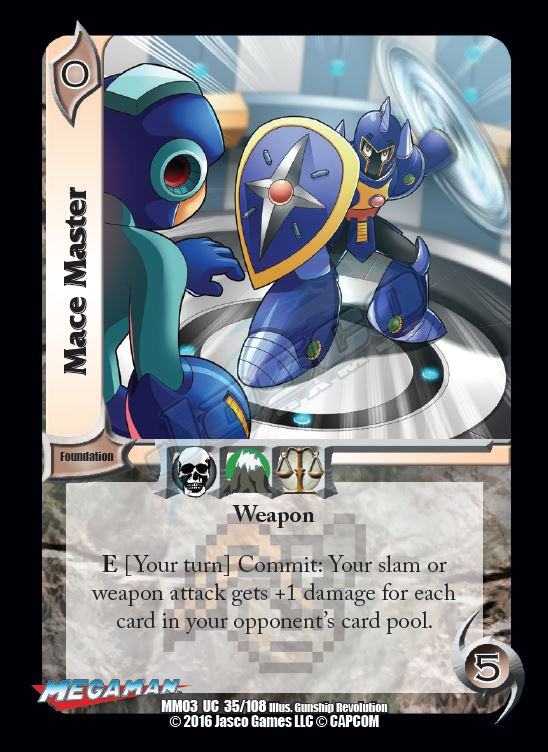 0
Mace Master
Foundation
Weapon
E [Your turn] Commit: Your slam or
weapon attack gets +1 damage for each
card in your opponent's card pool.
5
MEGAMAN™
MM03 UC 35/108 Illus. Gunship Revolution
© 2016 Jasco Games LLC © CAPCOM